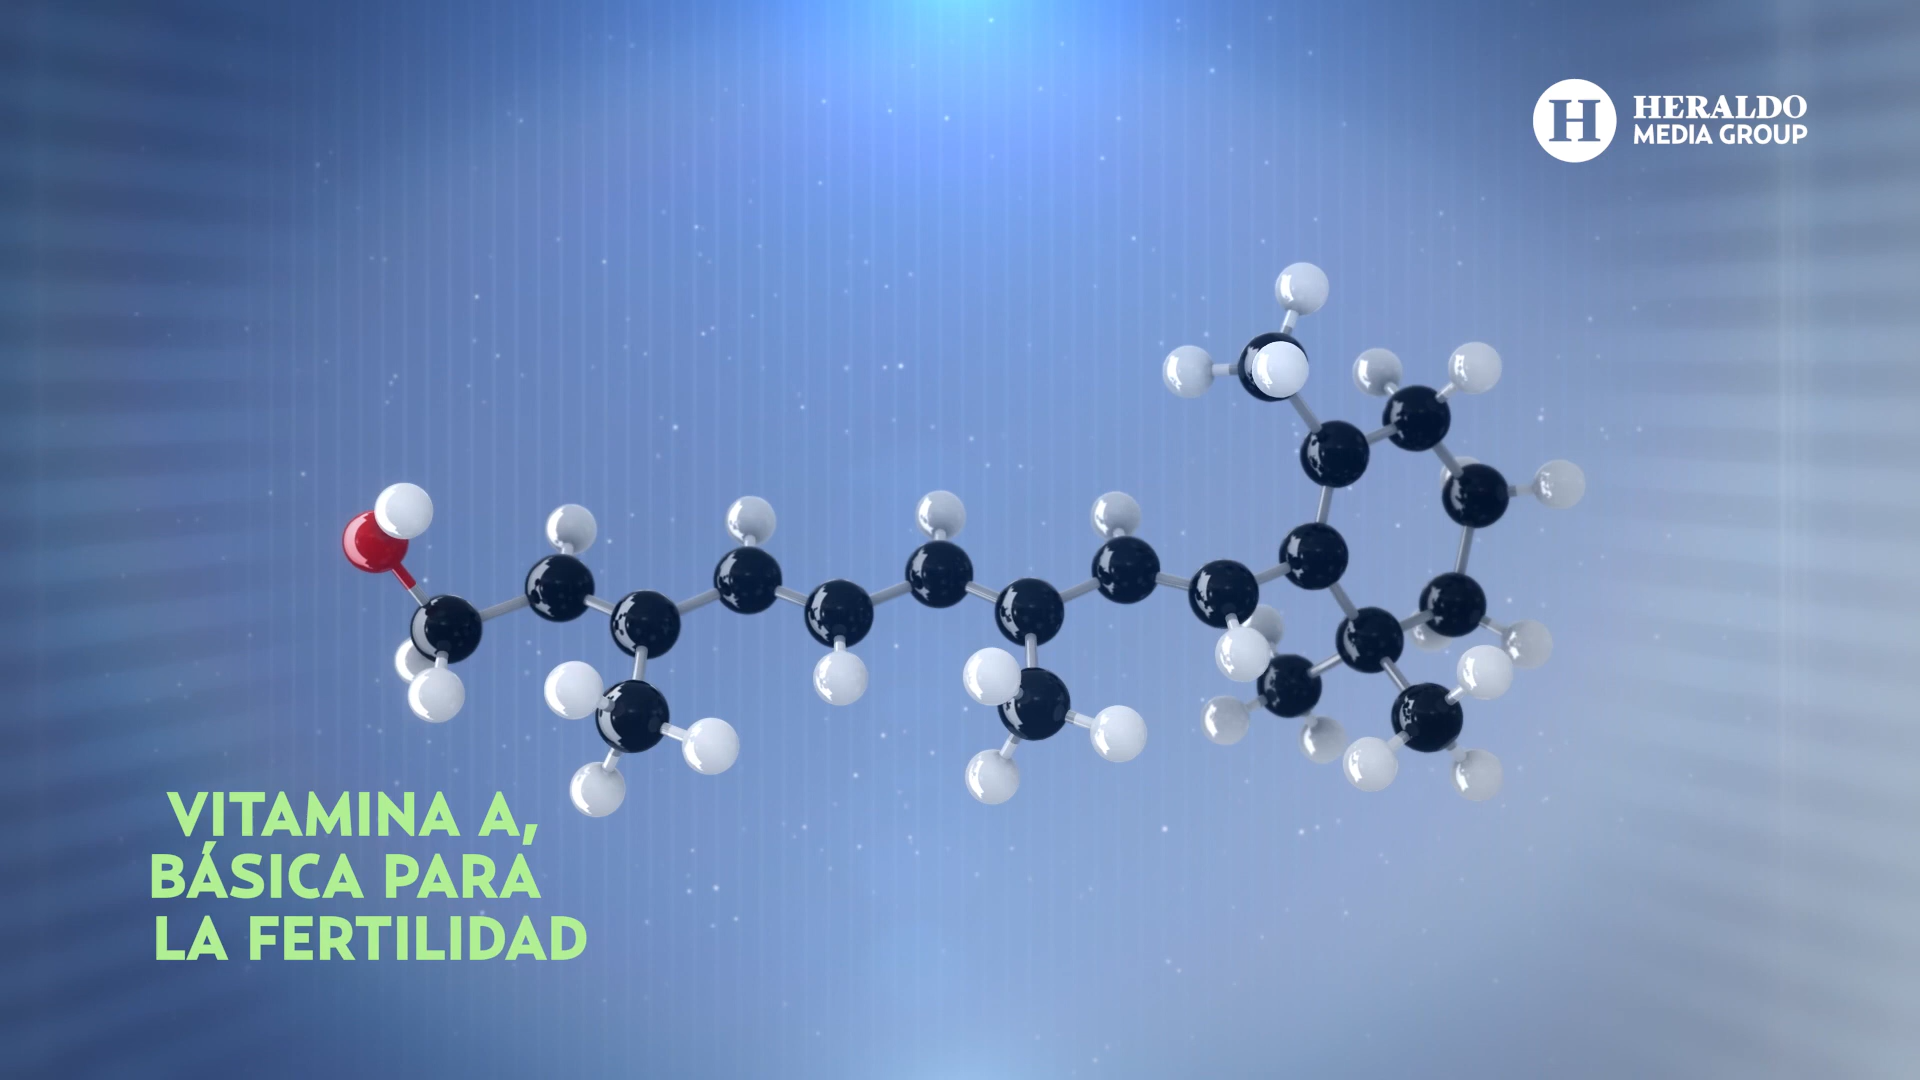 H HERALDO
MEDIA GROUP
VITAMINA A,
BÁSICA PARA
LA FERTILIDAD